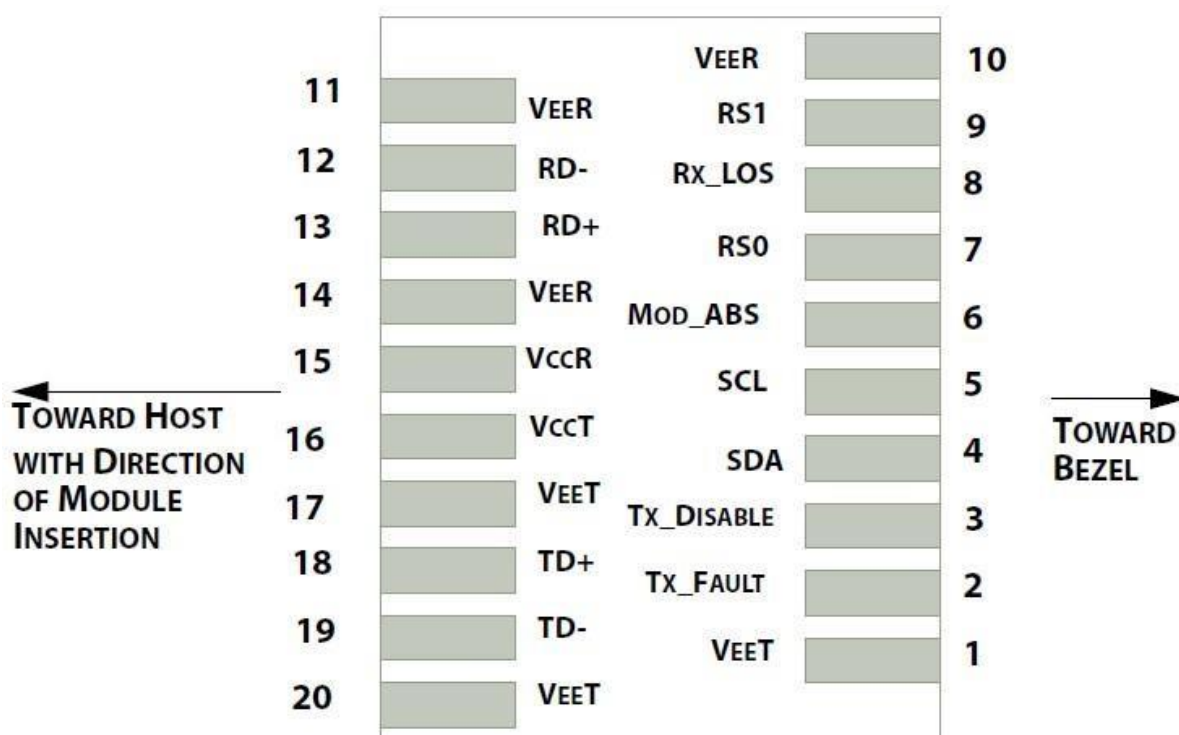 11
VEER
12
RD-
13
RD+
14
VEER
15
VCCR
16
VCCT
17
VEET
18
TD+
19
TD-
20
VEET
VEER
10
RS1
9
RX_LOS
8
RS0
7
MOD_ABS
6
SCL
5
SDA
4
TX_DISABLE
3
TX_FAULT
2
VEET
1
TOWARD HOST
WITH DIRECTION
OF MODULE
INSERTION
TOWARD
BEZEL